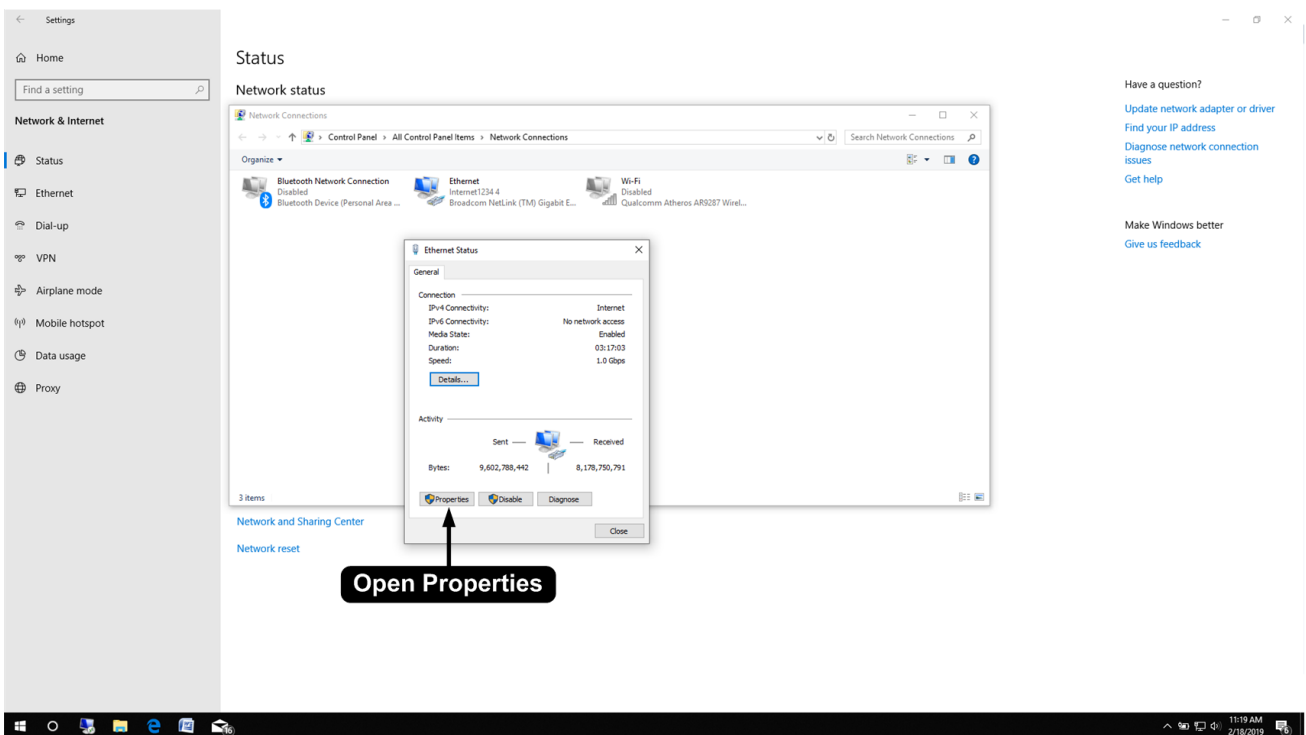 Settings
Home
Find a setting
Network & Internet
Status
Ethernet
Dial-up
VPN
Airplane mode
Mobile hotspot
Data usage
Proxy
Status
Network status
Network Connections
Control Panel › All Control Panel Items › Network Connections
Search Network Connections
Organize
Bluetooth Network Connection
Disabled
Bluetooth Device (Personal Area ...
Ethernet
Internet1234 4
Broadcom NetLink (TM) Gigabit E...
Wi-Fi
Disabled
Qualcomm Atheros AR9287 Wirel...
Ethernet Status
General
Connection
IPv4 Connectivity: Internet
IPv6 Connectivity: No network access
Media State: Enabled
Duration: 03:17:03
Speed: 1.0 Gbps
Details...
Activity
Sent — — Received
Bytes: 9,602,788,442 | 8,178,750,791
Properties Disable Diagnose
Close
3 items
Network and Sharing Center
Network reset
Open Properties
Have a question?
Update network adapter or driver
Find your IP address
Diagnose network connection
issues
Get help
Make Windows better
Give us feedback
16
11:19 AM
2/18/2019
6